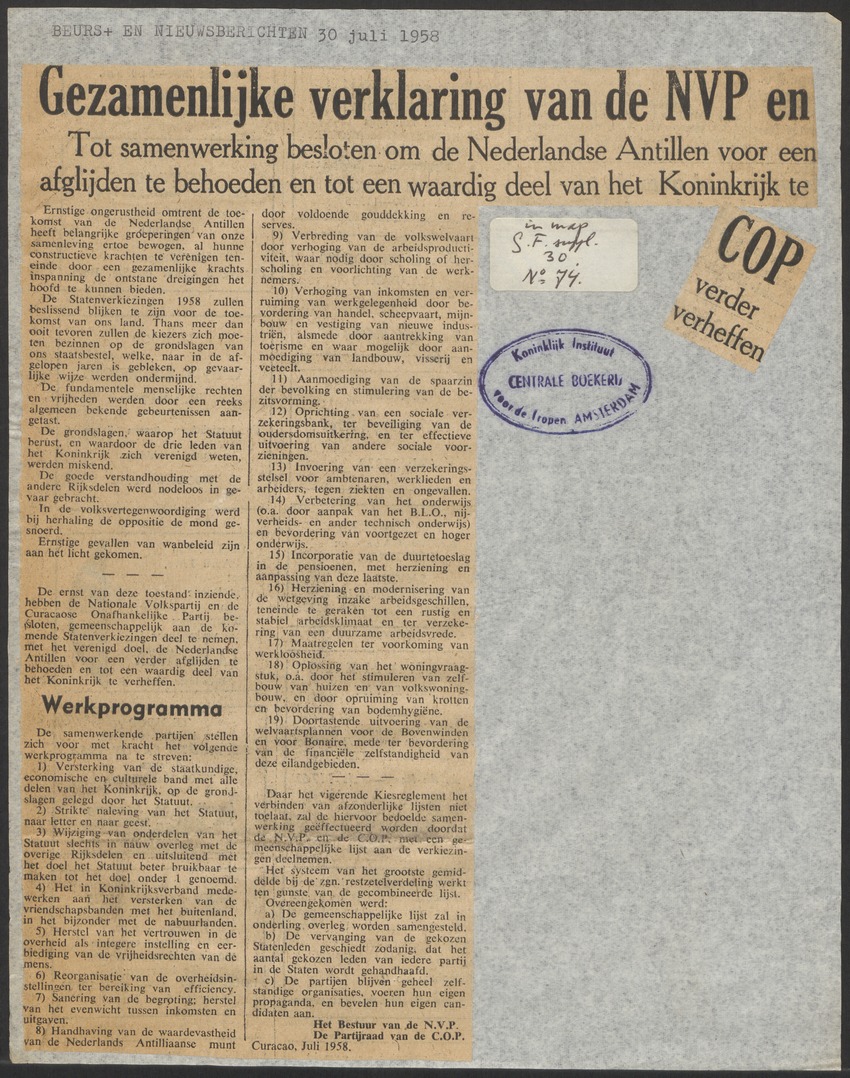 BEURS+ EN NIEUWSBERICHTEN 30 juli 1958
Gezamenlijke verklaring van de NVP en
COP
Tot samenwerking besloten om de Nederlandse Antillen voor een
verder
afglijden te behoeden en tot een waardig deel van het Koninkrijk te
verheffen
in map
S.F. suppl.
30
No 74.
Koninklijk Instituut
CENTRALE BOEKERIJ
voor de Tropen AMSTERDAM
Ernstige ongerustheid omtrent de toe-
komst van de Nederlandse Antillen
heeft belangrijke groeperingen van onze
samenleving ertoe bewogen, al hunne
constructieve krachten te verenigen ten-
einde door een gezamenlijke krachts
inspanning de ontstane dreigingen het
hoofd te kunnen bieden.
De Statenverkiezingen 1958 zullen
beslissend blijken te zijn voor de toe-
komst van ons land. Thans meer dan
ooit tevoren zullen de kiezers zich moe-
ten bezinnen op de grondslagen van
ons staatsbestel, welke, naar in de af-
gelopen jaren is gebleken, op gevaar-
lijke wijze werden ondermijnd.
De fundamentele menselijke rechten
en vrijheden werden door een reeks
algemeen bekende gebeurtenissen aan-
getast.
De grondslagen, waarop het Statuut
berust, en waardoor de drie leden van
het Koninkrijk zich verenigd weten,
werden miskend.
De goede verstandhouding met de
andere Rijksdelen werd nodeloos in ge-
vaar gebracht.
In de volksvertegenwoordiging werd
bij herhaling de oppositie de mond ge-
snoerd.
Ernstige gevallen van wanbeleid zijn
aan het licht gekomen.
— — —
De ernst van deze toestand inziende,
hebben de Nationale Volkspartij en de
Curacaose Onafhankelijke Partij be-
sloten, gemeenschappelijk aan de ko-
mende Statenverkiezingen deel te nemen,
met het verenigd doel, de Nederlandse
Antillen voor een verder afglijden te
behoeden en tot een waardig deel van
het Koninkrijk te verheffen.
Werkprogramma
De samenwerkende partijen stellen
zich voor met kracht het volgende
werkprogramma na te streven:
1) Versterking van de staatkundige,
economische en culturele band met alle
delen van het Koninkrijk, op de grond-
slagen gelegd door het Statuut.
2) Strikte naleving van het Statuut,
naar letter en naar geest.
3) Wijziging van onderdelen van het
Statuut slechts in nauw overleg met de
overige Rijksdelen en uitsluitend met
het doel het Statuut beter bruikbaar te
maken tot het doel onder 1 genoemd.
4) Het in Koninkrijksverband mede-
werken aan het versterken van de
vriendschapsbanden met het buitenland,
in het bijzonder met de nabuurlanden.
5) Herstel van het vertrouwen in de
overheid als integere instelling en eer-
biediging van de vrijheidsrechten van de
mens.
6) Reorganisatie van de overheidsin-
stellingen ter bereiking van efficiency.
7) Sanering van de begroting; herstel
van het evenwicht tussen inkomsten en
uitgaven.
8) Handhaving de waardevastheid
van de Nederlands Antilliaanse munt
door voldoende gouddekking en re-
serves.
9) Verbreding van de volkswelvaart
door verhoging van de arbeidsproducti-
viteit, waar nodig door scholing of her-
scholing en voorlichting van de werk-
nemers.
10) Verhoging van inkomsten en ver-
ruiming van werkgelegenheid door be-
vordering van handel, scheepvaart, mijn-
bouw en vestiging van nieuwe indus-
triën, alsmede door aantrekking van
toerisme en waar mogelijk door aan-
moediging van landbouw, visserij en
veeteelt.
11) Aanmoediging van de spaarzin
der bevolking en stimulering van de be-
zitsvorming.
12) Oprichting van een sociale ver-
zekeringsbank, ter beveiliging van de
oudersdomsuitkering, en ter effectieve
uitvoering van andere sociale voor-
zieningen.
13) Invoering van een verzekerings-
stelsel voor ambtenaren, werklieden en
arbeiders, tegen ziekten en ongevallen.
14) Verbetering van het onderwijs
(o.a. door aanpak van het B.L.O., nij-
verheids- en ander technisch onderwijs)
en bevordering van voortgezet en hoger
onderwijs.
15) Incorporatie van de duurtetoeslag
in de pensioenen, met herziening en
aanpassing van deze laatste.
16) Herziening en modernisering van
de wetgeving inzake arbeidsgeschillen,
teneinde te geraken tot een rustig en
stabiel arbeidsklimaat en ter verzeke-
ring van een duurzame arbeidsvrede.
17) Maatregelen ter voorkoming van
werkloosheid.
18) Oplossing van het woningvraag-
stuk, o.a. door het stimuleren van zelf-
bouw van huizen en van volkswoning-
bouw, en door opruiming van krotten
en bevordering van bodemhygiëne.
19) Doortastende uitvoering van de
welvaartsplannen voor de Bovenwinden
en voor Bonaire, mede ter bevordering
van de financiële zelfstandigheid van
deze eilandgebieden.
— — —
Daar het vigerende Kiesreglement het
verbinden van afzonderlijke lijsten niet
toelaat, zal de hiervoor bedoelde samen-
werking geëffectueerd worden doordat
de N.V.P. en de C.O.P. met een ge-
meenschappelijke lijst aan de verkiezin-
gen deelnemen.
Het systeem van het grootste gemid-
delde bij de zgn. restzetelverdeling werkt
ten gunste van de gecombineerde lijst.
Overeengekomen werd:
a) De gemeenschappelijke lijst zal in
onderling overleg worden samengesteld.
b) De vervanging van de gekozen
Statenleden geschiedt zodanig, dat het
aantal gekozen leden van iedere partij
in de Staten wordt gehandhaafd.
c) De partijen blijven geheel zelf-
standige organisaties, voeren hun eigen
propaganda, en bevelen hun eigen can-
didaten aan.
Het Bestuur van de N.V.P.
De Partijraad van de C.O.P.
Curacao, Juli 1958.